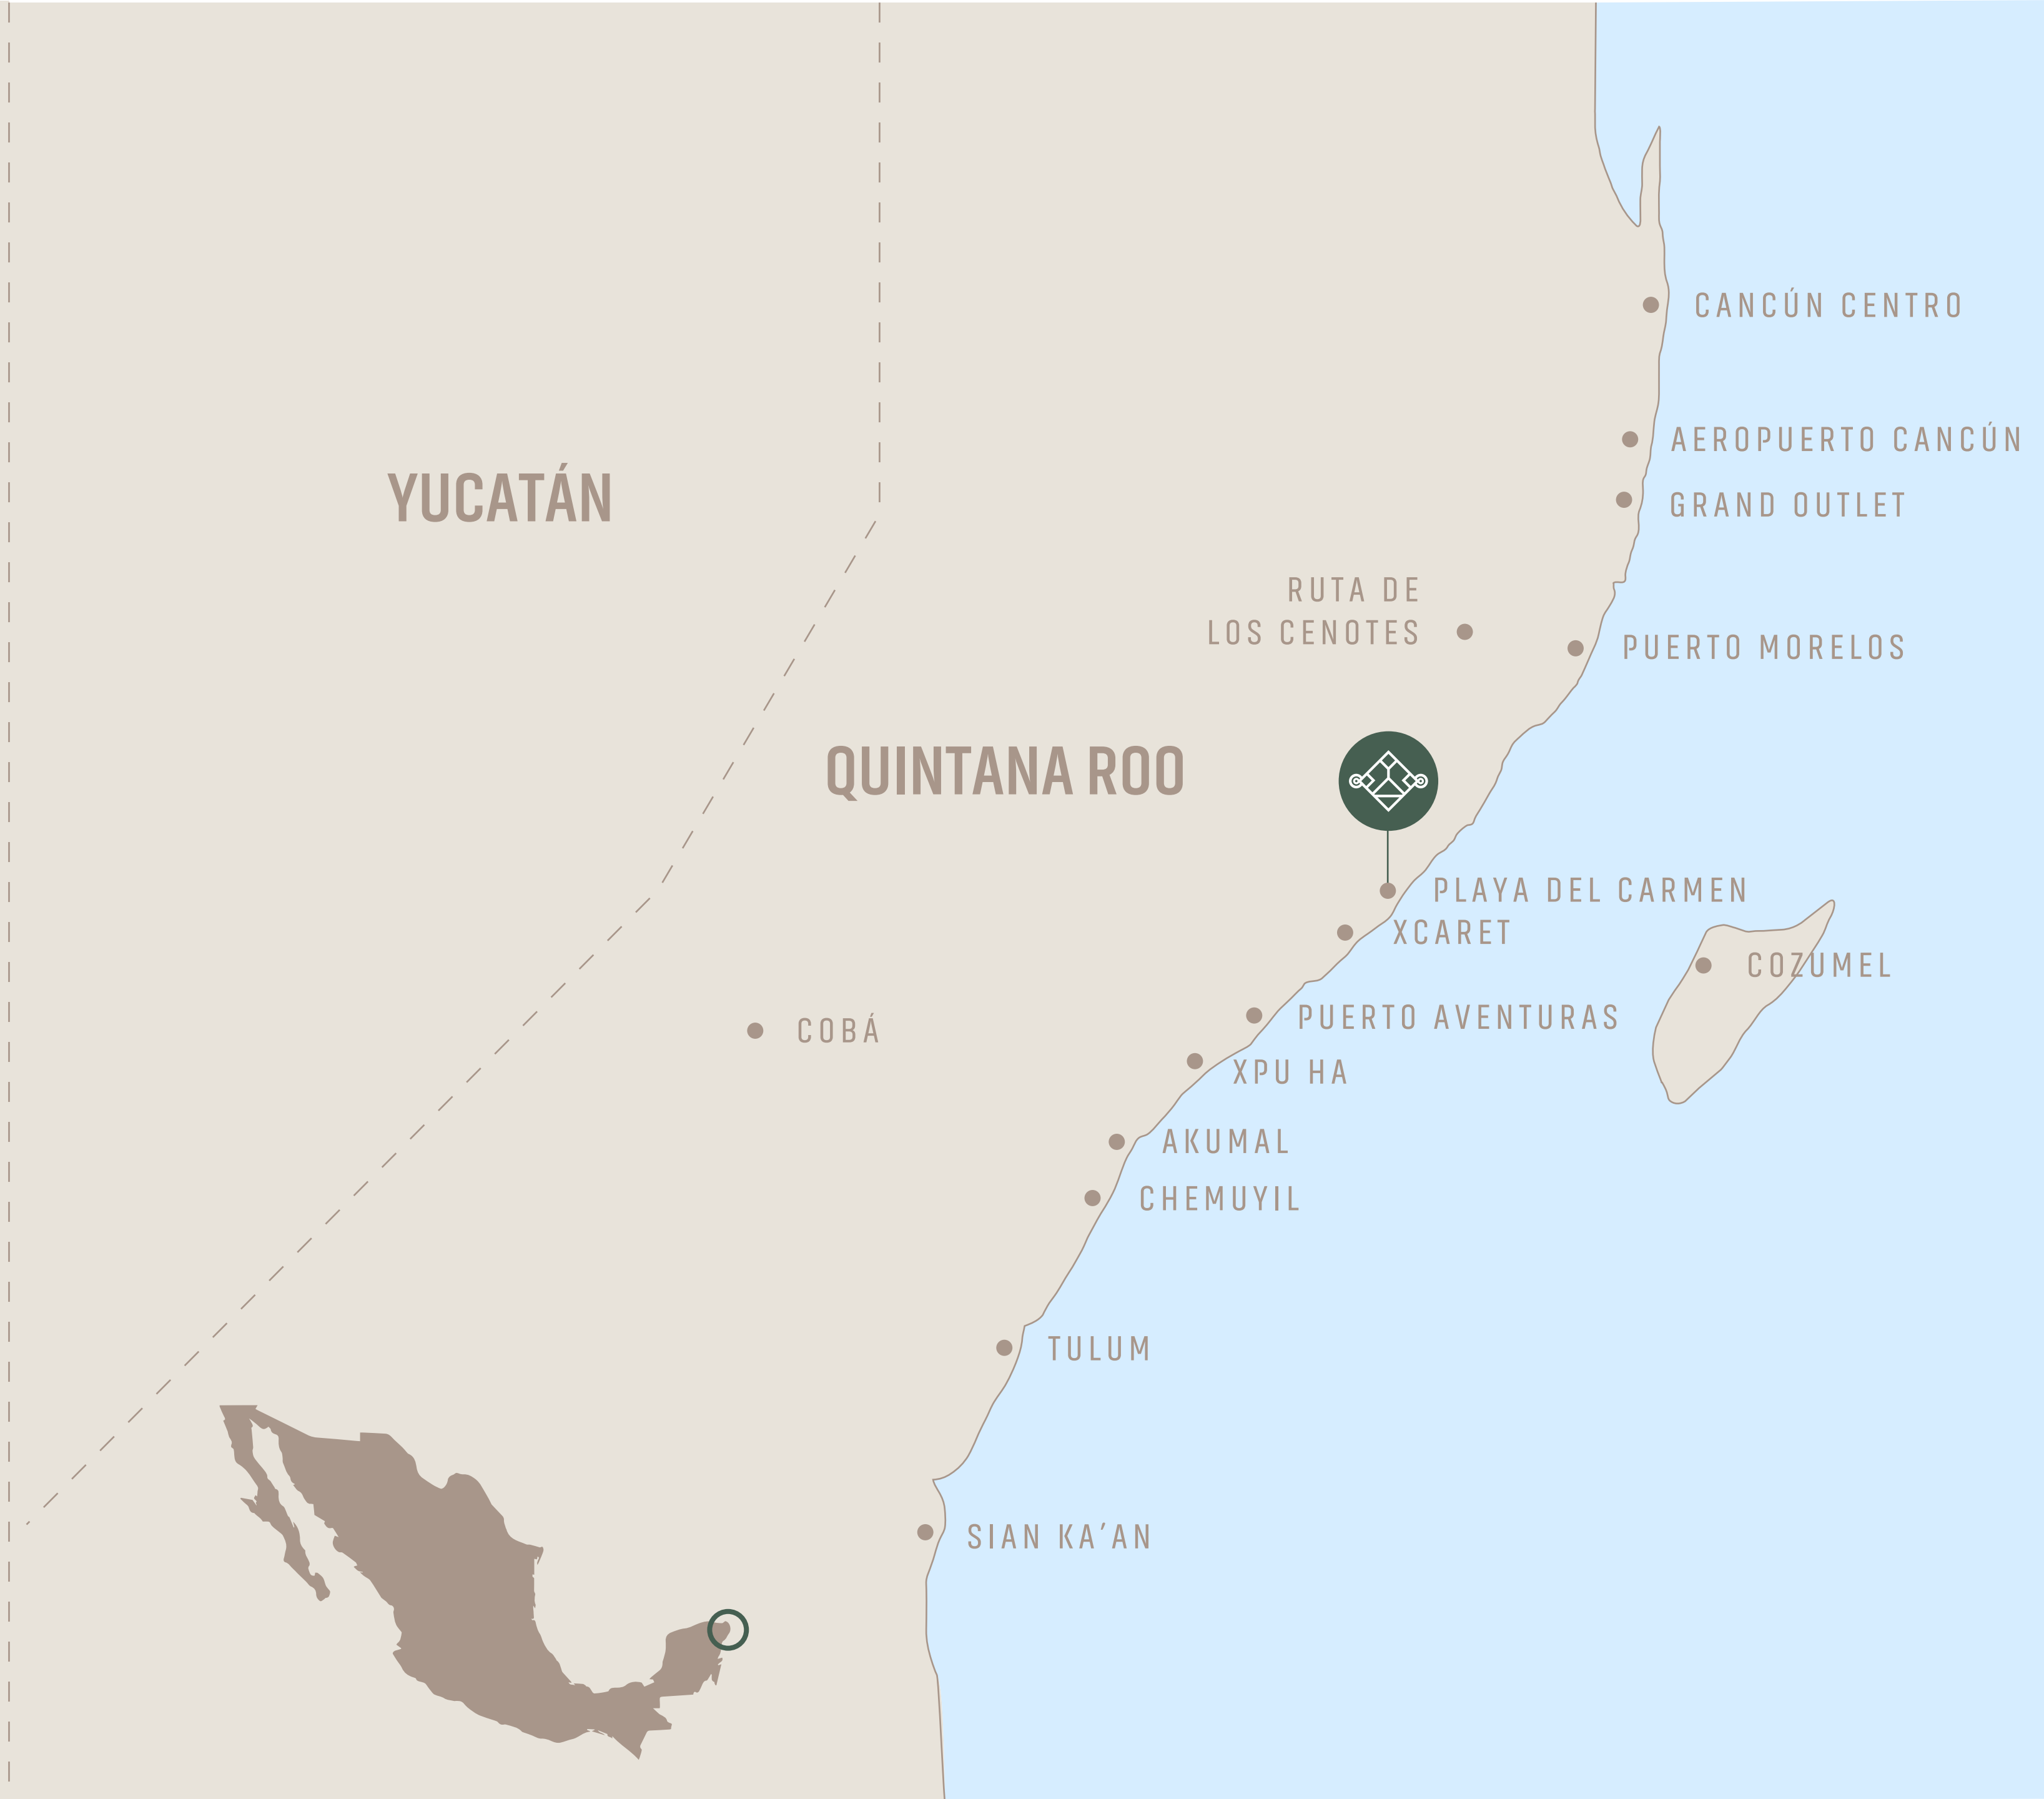 CANCÚN CENTRO
AEROPUERTO CANCÚN
YUCATÁN
GRAND OUTLET
RUTA DE
LOS CENOTES
PUERTO MORELOS
QUINTANA ROO
PLAYA DEL CARMEN
XCARET
COZUMEL
PUERTO AVENTURAS
COBÁ
XPU HA
AKUMAL
CHEMUYIL
TULUM
SIAN KA’AN